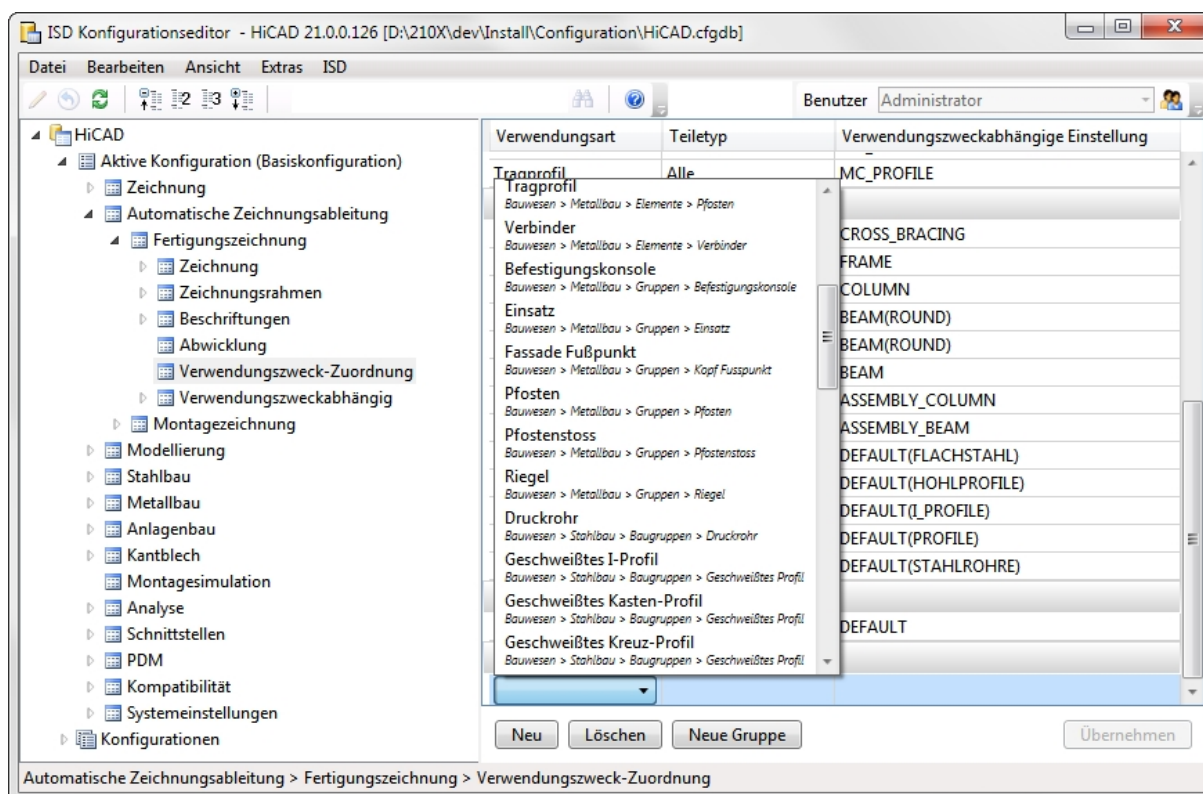 ISD Konfigurationseditor - HiCAD 21.0.0.126 [D:\210X\dev\Install\Configuration\HiCAD.cfgdb]
Datei Bearbeiten Ansicht Extras ISD
2 3 Benutzer Administrator
HiCAD
Aktive Konfiguration (Basiskonfiguration)
Zeichnung
Automatische Zeichnungsableitung
Fertigungszeichnung
Zeichnung
Zeichnungsrahmen
Beschriftungen
Abwicklung
Verwendungszweck-Zuordnung
Verwendungszweckabhängig
Montagezeichnung
Modellierung
Stahlbau
Metallbau
Anlagenbau
Kantblech
Montagesimulation
Analyse
Schnittstellen
PDM
Kompatibilität
Systemeinstellungen
Konfigurationen
Verwendungsart Teiletyp Verwendungszweckabhängige Einstellung
Tragprofil Alle MC_PROFILE
Tragprofil
Bauwesen > Metallbau > Elemente > Pfosten
Verbinder
Bauwesen > Metallbau > Elemente > Verbinder
Befestigungskonsole
Bauwesen > Metallbau > Gruppen > Befestigungskonsole
Einsatz
Bauwesen > Metallbau > Gruppen > Einsatz
Fassade Fußpunkt
Bauwesen > Metallbau > Gruppen > Kopf Fusspunkt
Pfosten
Bauwesen > Metallbau > Gruppen > Pfosten
Pfostenstoss
Bauwesen > Metallbau > Gruppen > Pfostenstoss
Riegel
Bauwesen > Metallbau > Gruppen > Riegel
Druckrohr
Bauwesen > Stahlbau > Baugruppen > Druckrohr
Geschweißtes I-Profil
Bauwesen > Stahlbau > Baugruppen > Geschweißtes Profil
Geschweißtes Kasten-Profil
Bauwesen > Stahlbau > Baugruppen > Geschweißtes Profil
Geschweißtes Kreuz-Profil
Bauwesen > Stahlbau > Baugruppen > Geschweißtes Profil
CROSS_BRACING
FRAME
COLUMN
BEAM(ROUND)
BEAM(ROUND)
BEAM
ASSEMBLY_COLUMN
ASSEMBLY_BEAM
DEFAULT(FLACHSTAHL)
DEFAULT(HOHLPROFILE)
DEFAULT(I_PROFILE)
DEFAULT(PROFILE)
DEFAULT(STAHLROHRE)
DEFAULT
Neu Löschen Neue Gruppe Übernehmen
Automatische Zeichnungsableitung > Fertigungszeichnung > Verwendungszweck-Zuordnung